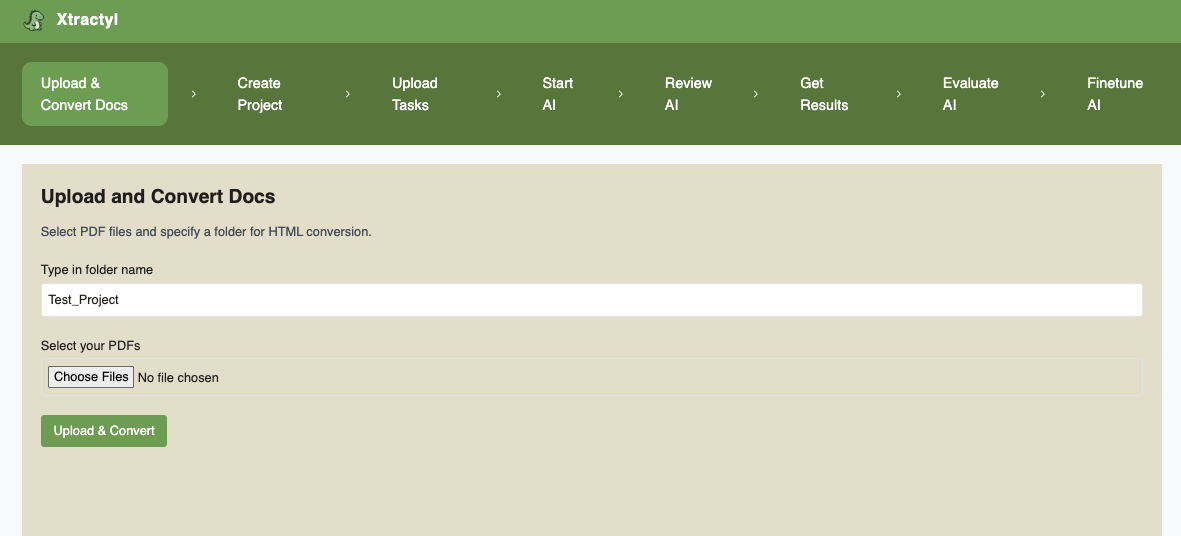 Xtractyl
Upload &
Convert Docs
›
Create
Project
›
Upload
Tasks
›
Start
AI
›
Review
AI
›
Get
Results
›
Evaluate
AI
›
Finetune
AI
Upload and Convert Docs
Select PDF files and specify a folder for HTML conversion.
Type in folder name
Test_Project
Select your PDFs
Choose Files No file chosen
Upload & Convert